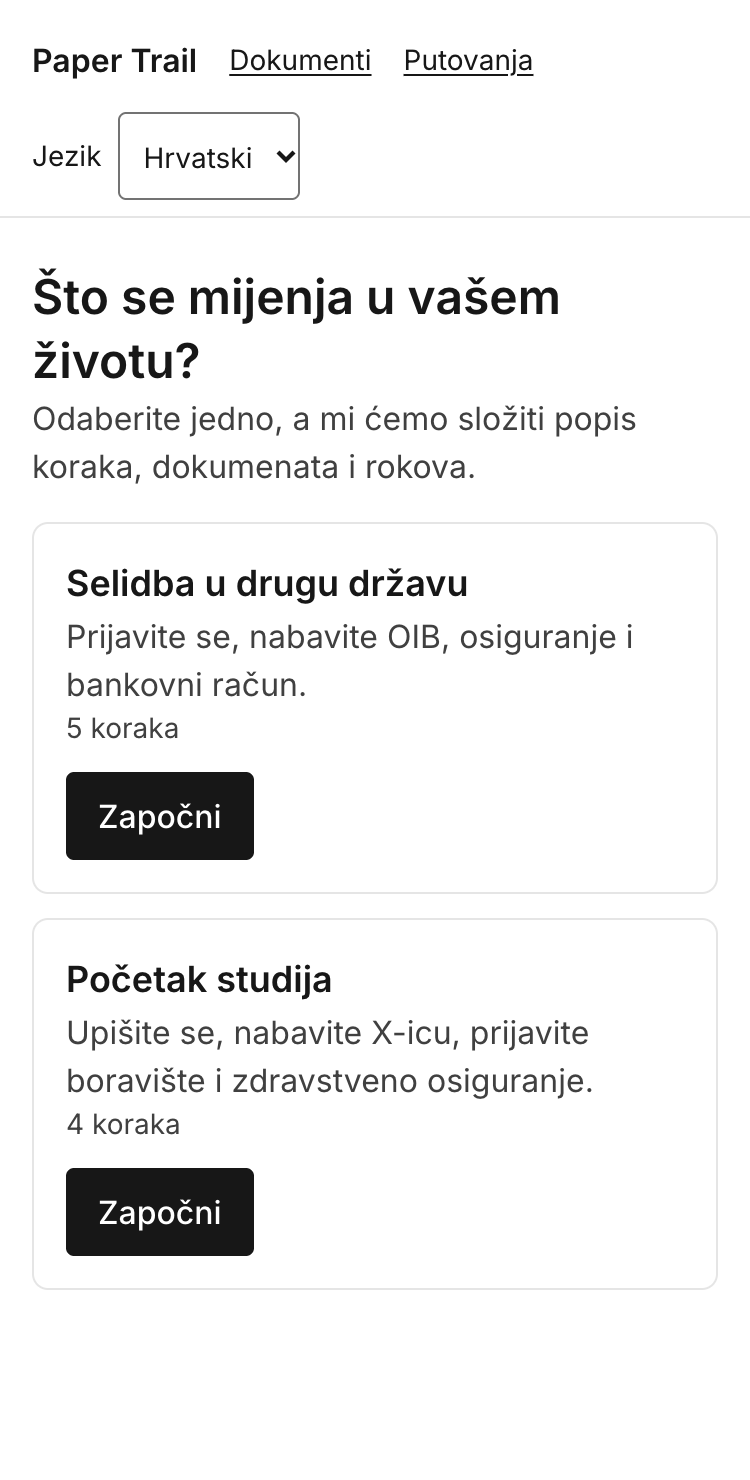 Paper Trail Dokumenti Putovanja
Jezik Hrvatski
Što se mijenja u vašem
životu?
Odaberite jedno, a mi ćemo složiti popis
koraka, dokumenata i rokova.
Selidba u drugu državu
Prijavite se, nabavite OIB, osiguranje i
bankovni račun.
5 koraka
Započni
Početak studija
Upišite se, nabavite X-icu, prijavite
boravište i zdravstveno osiguranje.
4 koraka
Započni